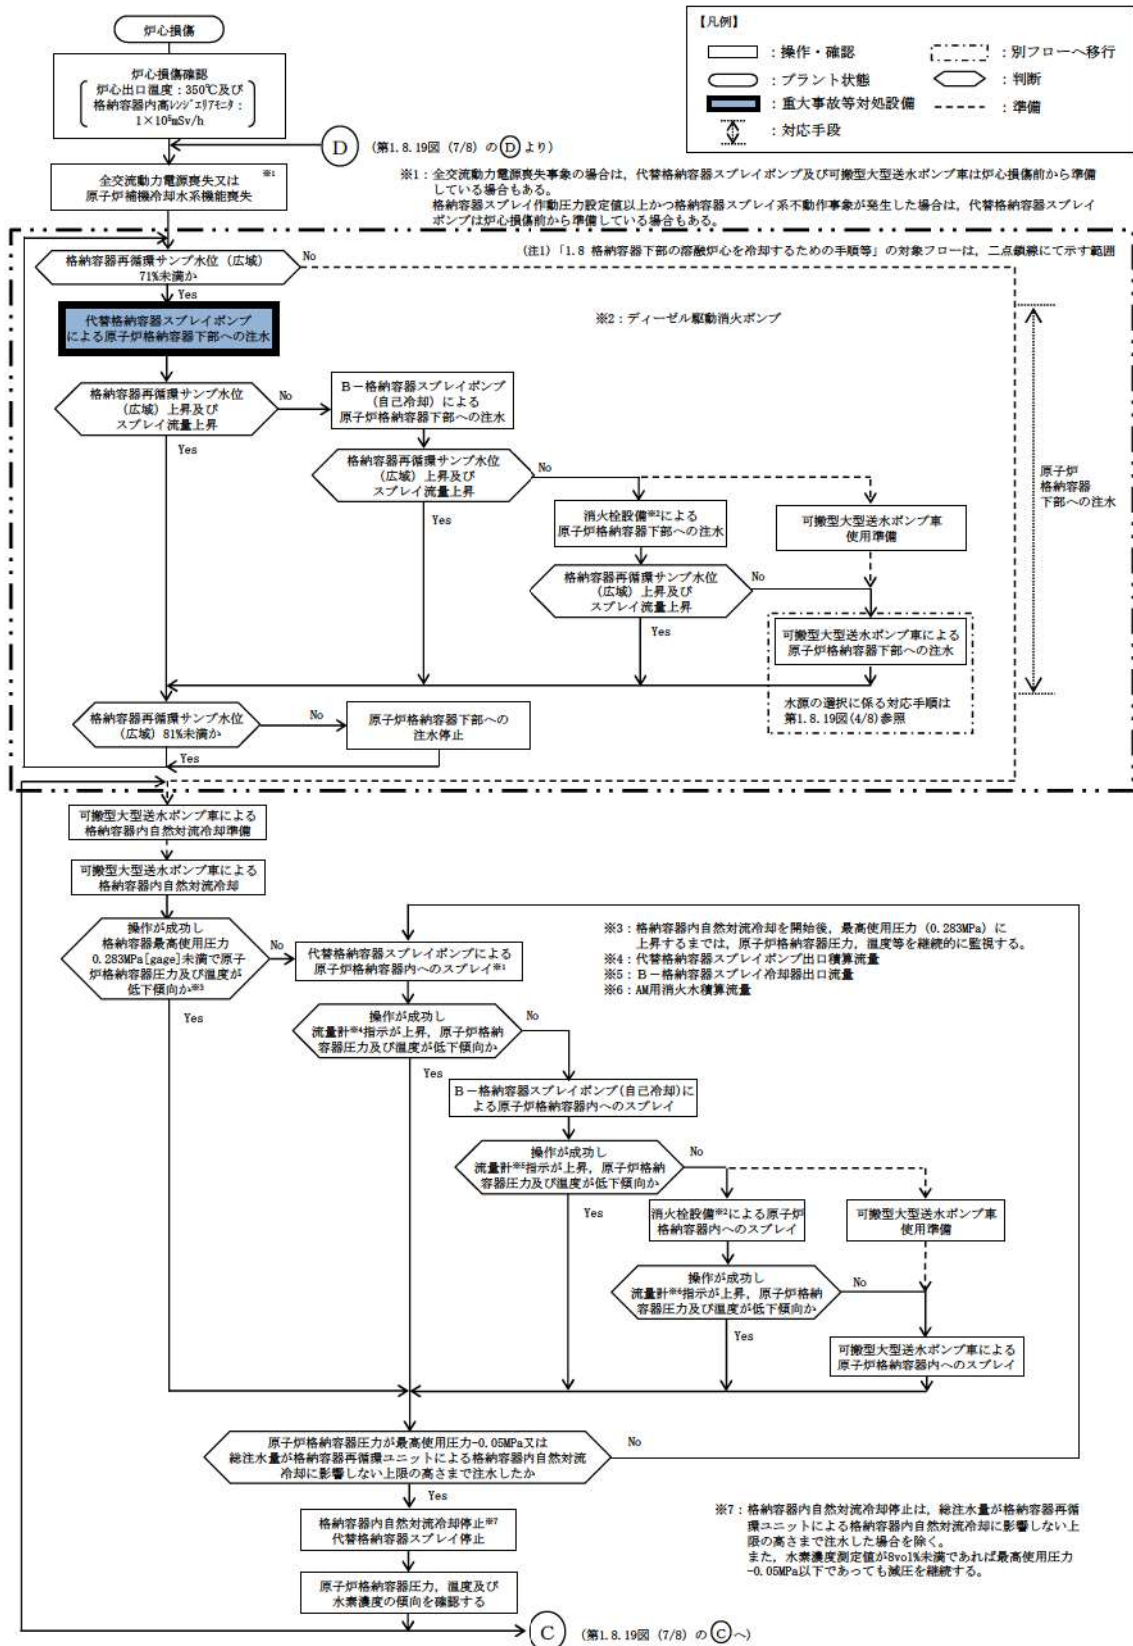 炉心損傷
炉心損傷確認
炉心出口温度：350℃及び
格納容器内高レンジエリアモニタ：
1×10⁵mSv/h
【凡例】
：操作・確認
：プラント状態
：重大事故等対処設備
：対応手段
：別フローへ移行
：判断
：準備
D
（第1.8.19図（7/8）のDより）
全交流動力電源喪失又は ※1
原子炉補機冷却水系機能喪失
※1：全交流動力電源喪失事象の場合は，代替格納容器スプレイポンプ及び可搬型大型送水ポンプ車は炉心損傷前から準備
している場合もある。
格納容器スプレイ作動圧力設定値以上かつ格納容器スプレイ系不動作事象が発生した場合は，代替格納容器スプレイ
ポンプは炉心損傷前から準備している場合もある。
(注1)「1.8 格納容器下部の溶融炉心を冷却するための手順等」の対象フローは，二点鎖線にて示す範囲
格納容器再循環サンプ水位（広域）
71%未満か
No
Yes
代替格納容器スプレイポンプ
による原子炉格納容器下部への注水
※2：ディーゼル駆動消火ポンプ
格納容器再循環サンプ水位
（広域）上昇及び
スプレイ流量上昇
No
Yes
B－格納容器スプレイポンプ
(自己冷却）による
原子炉格納容器下部への注水
格納容器再循環サンプ水位
（広域）上昇及び
スプレイ流量上昇
No
Yes
消火栓設備※2による
原子炉格納容器下部への注水
可搬型大型送水ポンプ車
使用準備
原子炉
格納容器
下部への注水
格納容器再循環サンプ水位
（広域）上昇及び
スプレイ流量上昇
No
Yes
可搬型大型送水ポンプ車による
原子炉格納容器下部への注水
水源の選択に係る対応手順は
第1.8.19図(4/8)参照
格納容器再循環サンプ水位
（広域）81%未満か
No
Yes
原子炉格納容器下部への
注水停止
可搬型大型送水ポンプ車による
格納容器内自然対流冷却準備
可搬型大型送水ポンプ車による
格納容器内自然対流冷却
操作が成功し
格納容器最高使用圧力
0.283MPa[gage]未満で原子
炉格納容器圧力及び温度が
低下傾向か※3
No
Yes
代替格納容器スプレイポンプによる
原子炉格納容器内へのスプレイ※1
※3：格納容器内自然対流冷却を開始後，最高使用圧力（0.283MPa）に
上昇するまでは，原子炉格納容器圧力，温度等を継続的に監視する。
※4：代替格納容器スプレイポンプ出口積算流量
※5：B－格納容器スプレイ冷却器出口流量
※6：AM用消火水積算流量
操作が成功し
流量計※4指示が上昇，原子炉格納
容器圧力及び温度が低下傾向か
No
Yes
B－格納容器スプレイポンプ(自己冷却)に
よる原子炉格納容器内へのスプレイ
操作が成功し
流量計※5指示が上昇，原子炉格納
容器圧力及び温度が低下傾向か
No
Yes
消火栓設備※2による原子炉
格納容器内へのスプレイ
可搬型大型送水ポンプ車
使用準備
操作が成功し
流量計※6指示が上昇，原子炉格納
容器圧力及び温度が低下傾向か
No
Yes
可搬型大型送水ポンプ車による
原子炉格納容器内へのスプレイ
原子炉格納容器圧力が最高使用圧力-0.05MPa又は
総注水量が格納容器再循環ユニットによる格納容器内自然対流
冷却に影響しない上限の高さまで注水したか
No
Yes
格納容器内自然対流冷却停止※7
代替格納容器スプレイ停止
※7：格納容器内自然対流冷却停止は，総注水量が格納容器再循
環ユニットによる格納容器内自然対流冷却に影響しない上
限の高さまで注水した場合を除く。
また，水素濃度測定値が8vol%未満であれば最高使用圧力
-0.05MPa以下であっても減圧を継続する。
原子炉格納容器圧力，温度及び
水素濃度の傾向を確認する
C
（第1.8.19図（7/8）のCへ）